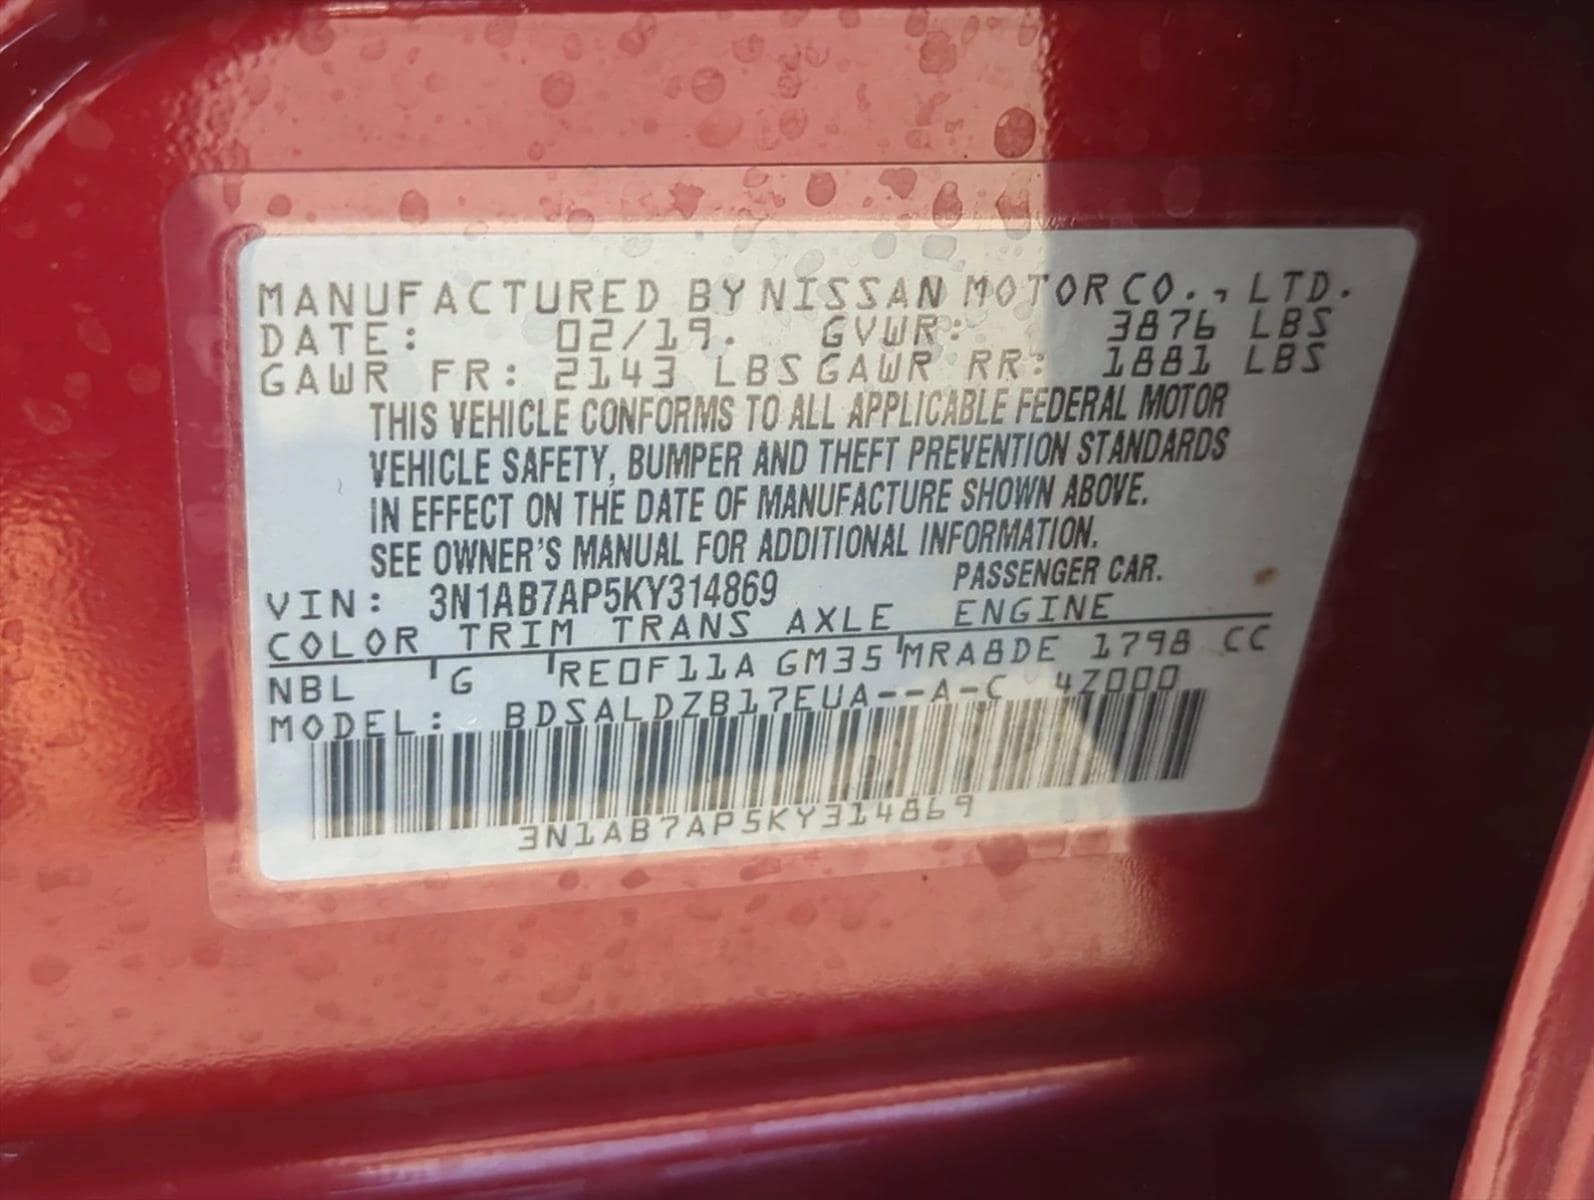 MANUFACTURED BY NISSAN MOTOR CO., LTD.
DATE: 02/19. GVWR: 3876 LBS
GAWR FR: 2143 LBS GAWR RR: 1881 LBS
THIS VEHICLE CONFORMS TO ALL APPLICABLE FEDERAL MOTOR
VEHICLE SAFETY, BUMPER AND THEFT PREVENTION STANDARDS
IN EFFECT ON THE DATE OF MANUFACTURE SHOWN ABOVE.
SEE OWNER'S MANUAL FOR ADDITIONAL INFORMATION.
VIN: 3N1AB7AP5KY314869 PASSENGER CAR.
COLOR TRIM TRANS AXLE ENGINE
NBL G RE0F11A GM35 MRA8DE 1798 CC
MODEL: BDSALDZB17EUA--A-C 4Z000
3N1AB7AP5KY314869